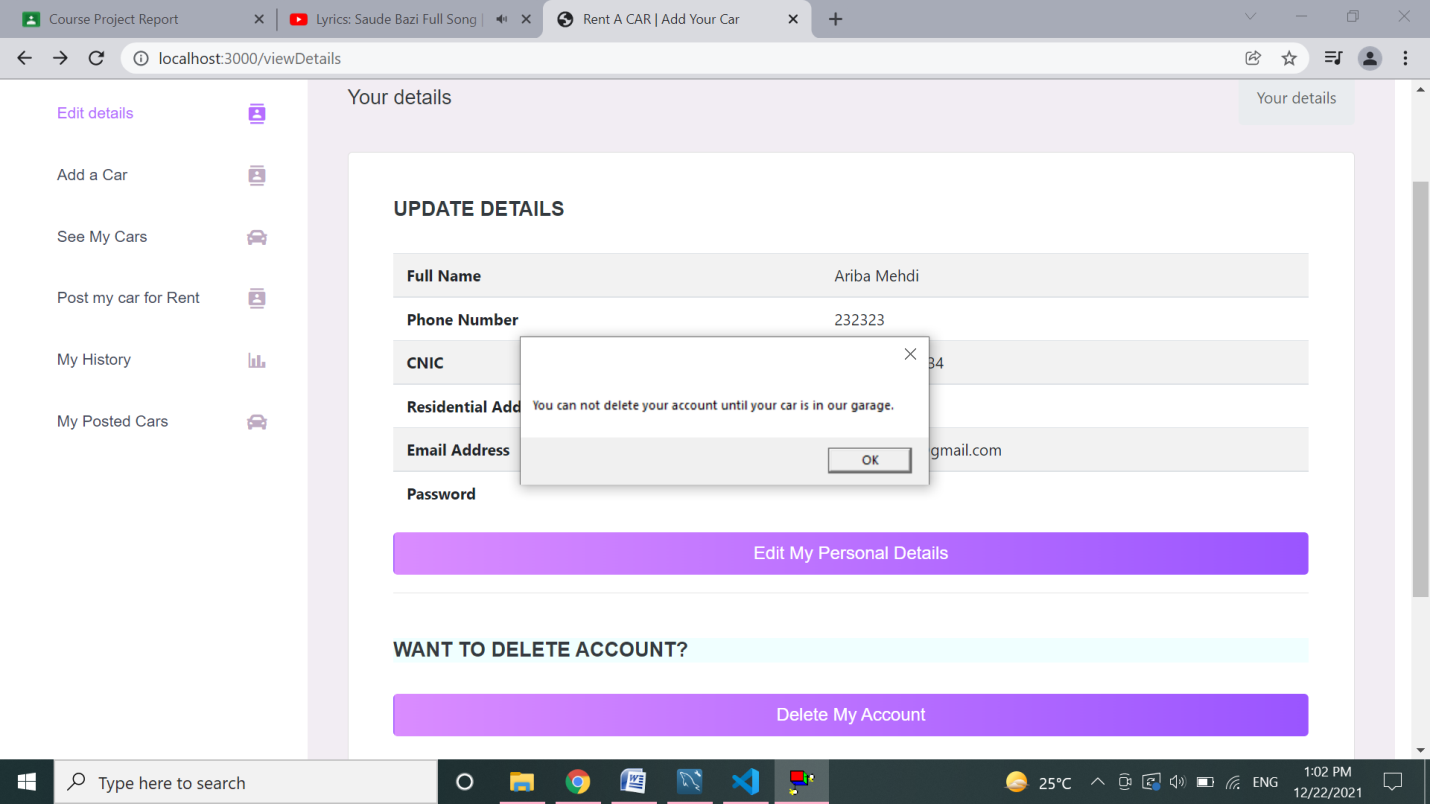 Course Project Report
Lyrics: Saude Bazi Full Song |
Rent A CAR | Add Your Car
localhost:3000/viewDetails
Edit details
Add a Car
See My Cars
Post my car for Rent
My History
My Posted Cars
Your details
Your details
UPDATE DETAILS
Full Name Ariba Mehdi
Phone Number 232323
CNIC 34
Residential Add
Email Address @gmail.com
Password
You can not delete your account until your car is in our garage.
OK
Edit My Personal Details
WANT TO DELETE ACCOUNT?
Delete My Account
Type here to search
25°C
ENG
1:02 PM
12/22/2021